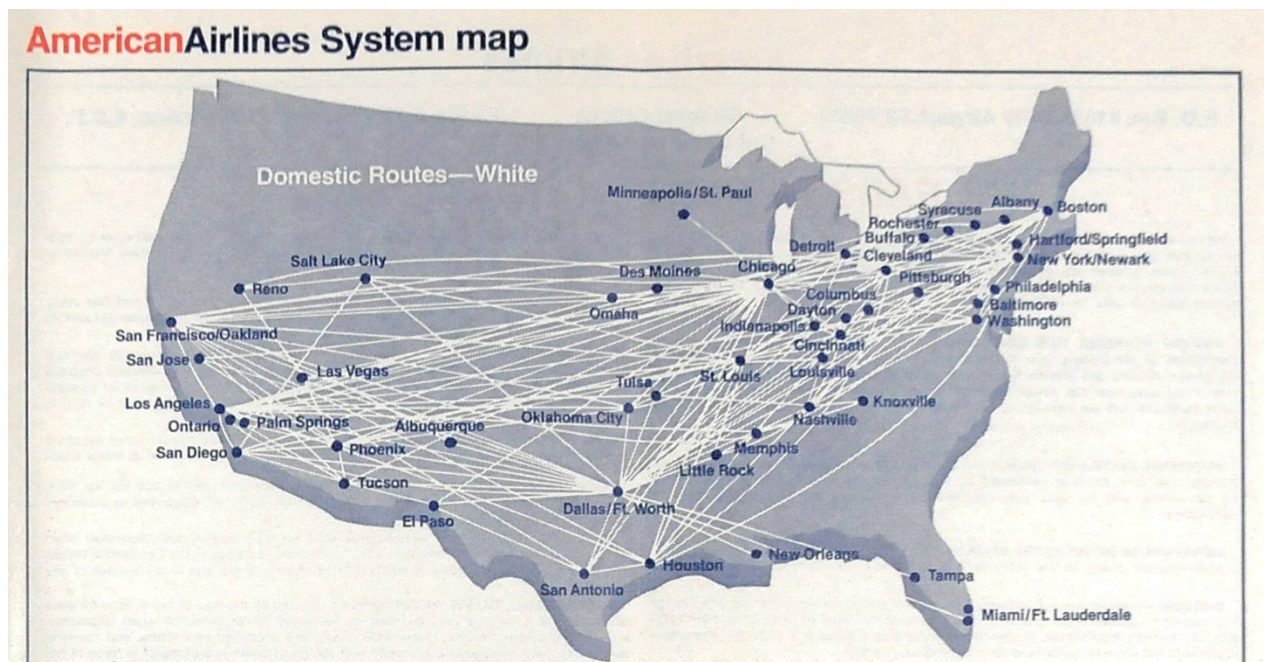 AmericanAirlines System map
Domestic Routes—White
Minneapolis/St. Paul
Albany
Boston
Syracuse
Rochester
Buffalo
Hartford/Springfield
Detroit
Cleveland
New York/Newark
Salt Lake City
Des Moines
Chicago
Pittsburgh
Reno
Philadelphia
Columbus
Omaha
Dayton
Baltimore
Indianapolis
Washington
San Francisco/Oakland
Cincinnati
San Jose
Las Vegas
St. Louis
Louisville
Tulsa
Los Angeles
Knoxville
Ontario
Palm Springs
Albuquerque
Oklahoma City
Nashville
San Diego
Phoenix
Memphis
Little Rock
Tucson
Dallas/Ft. Worth
El Paso
New Orleans
Houston
Tampa
San Antonio
Miami/Ft. Lauderdale